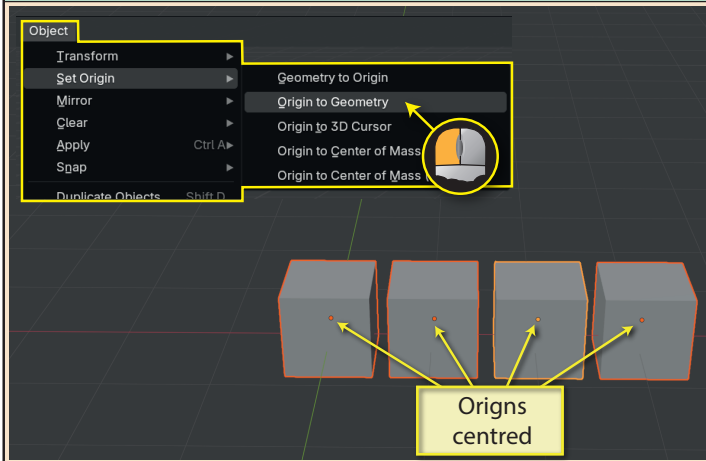 Object
Transform
Set Origin
Mirror
Clear
Apply Ctrl A
Snap
Duplicate Objects Shift D
Geometry to Origin
Origin to Geometry
Origin to 3D Cursor
Origin to Center of Mass
Origin to Center of Mass
Origns
centred